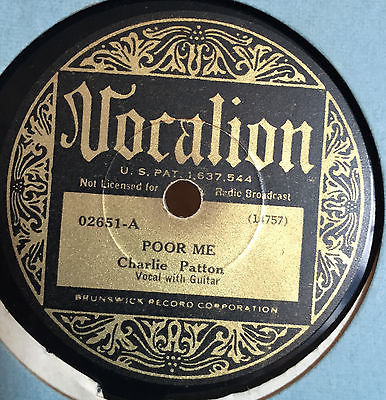 Vocalion
U.S. PAT. 1,637,544
Not Licensed for Radio Broadcast
02651-A (14757)
POOR ME
Charlie Patton
Vocal with Guitar
BRUNSWICK RECORD CORPORATION